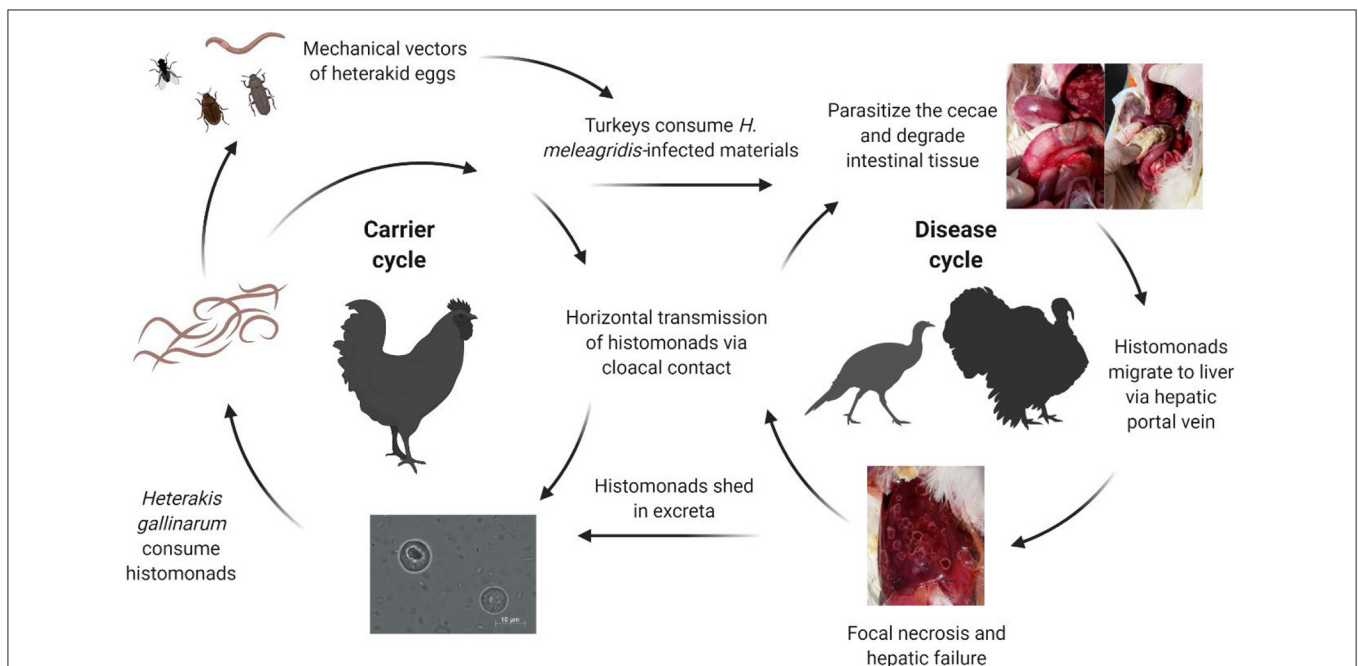 Mechanical vectors
of heterakid eggs
Turkeys consume H.
meleagridis-infected materials
Parasitize the cecae
and degrade
intestinal tissue
Carrier
cycle
Disease
cycle
Horizontal transmission
of histomonads via
cloacal contact
Histomonads
migrate to liver
via hepatic
portal vein
Heterakis
gallinarum
consume
histomonads
Histomonads shed
in excreta
10 μm
Focal necrosis and
hepatic failure